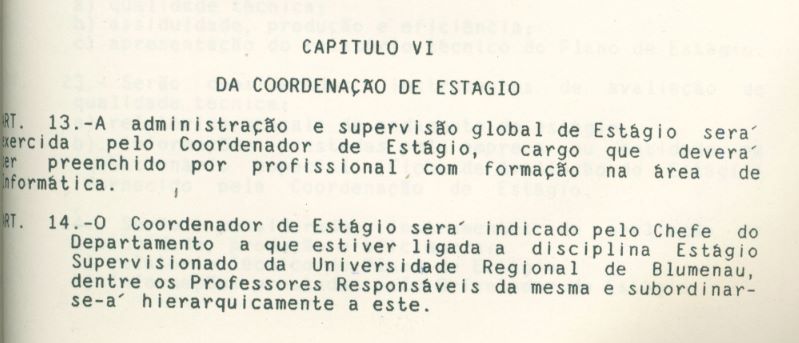 CAPITULO VI
DA COORDENAÇÃO DE ESTAGIO
ART. 13.-A administração e supervisão global de Estágio sera´
exercida pelo Coordenador de Estágio, cargo que devera´
ser preenchido por profissional com formação na área de
Informática.
ART. 14.-O Coordenador de Estágio sera´ indicado pelo Chefe do
Departamento a que estiver ligada a disciplina Estágio
Supervisionado da Universidade Regional de Blumenau,
dentre os Professores Responsáveis da mesma e subordinar-
se-a´ hierarquicamente a este.